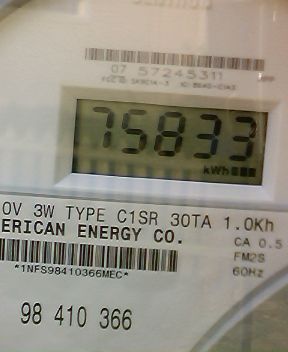 07 57245311
75833
kWh
0V 3W TYPE C1SR 30TA 1.0Kh
ERICAN ENERGY CO.
CA 0.5
FM2S
60Hz
*1NFS98410366MEC*
98 410 366